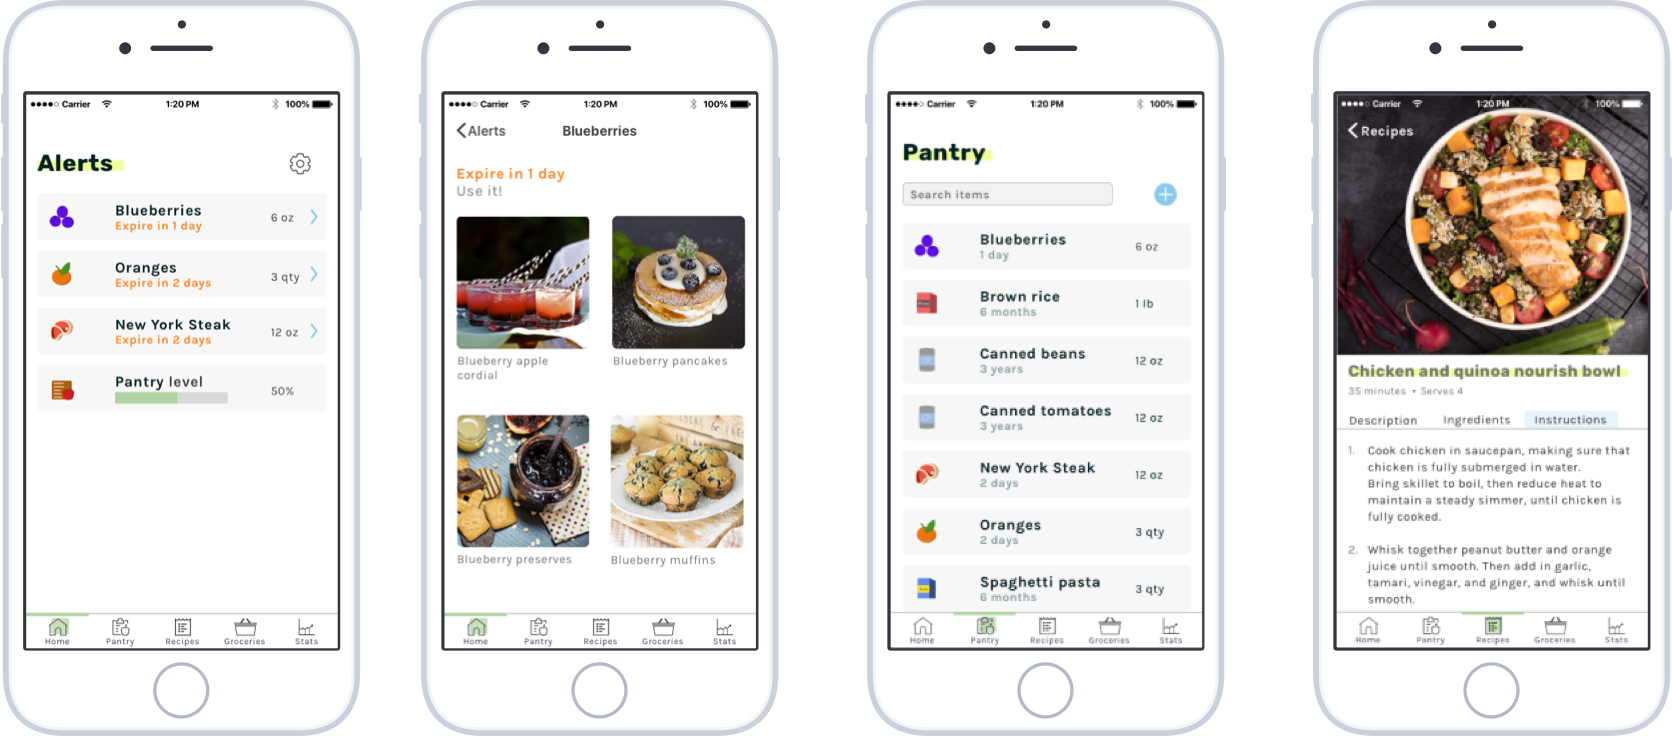 Carrier 1:20 PM 100%
Alerts
Blueberries
Expire in 1 day
6 oz
Oranges
Expire in 2 days
3 qty
New York Steak
Expire in 2 days
12 oz
Pantry level
50%
Home Pantry Recipes Groceries Stats
Carrier 1:20 PM 100%
Alerts Blueberries
Expire in 1 day
Use it!
Blueberry apple
cordial
Blueberry pancakes
Blueberry preserves
Blueberry muffins
Home Pantry Recipes Groceries Stats
Carrier 1:20 PM 100%
Pantry
Search items
Blueberries
1 day
6 oz
Brown rice
6 months
1 lb
Canned beans
3 years
12 oz
Canned tomatoes
3 years
12 oz
New York Steak
2 days
12 oz
Oranges
2 days
3 qty
Spaghetti pasta
6 months
3 qty
Home Pantry Recipes Groceries Stats
Carrier 1:20 PM 100%
Recipes
Chicken and quinoa nourish bowl
35 minutes • Serves 4
Description Ingredients Instructions
1. Cook chicken in saucepan, making sure that
chicken is fully submerged in water.
Bring skillet to boil, then reduce heat to
maintain a steady simmer, until chicken is
fully cooked.
2. Whisk together peanut butter and orange
juice until smooth. Then add in garlic,
tamari, vinegar, and ginger, and whisk until
smooth.
Home Pantry Recipes Groceries Stats